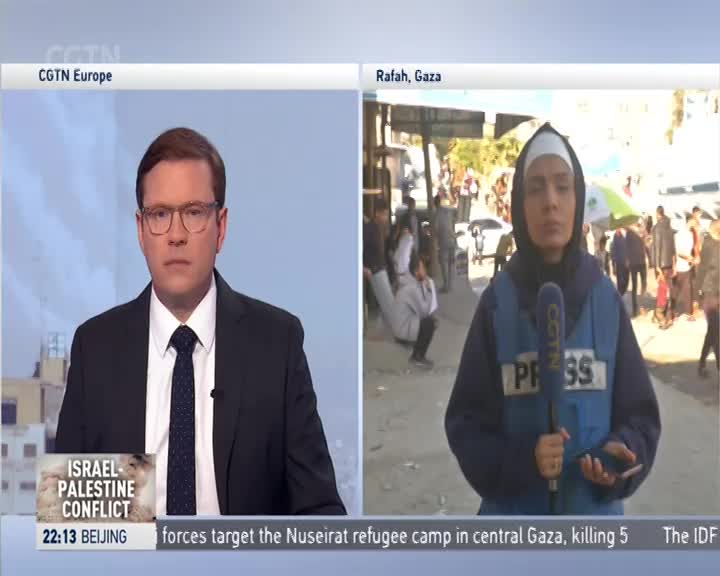 CGTN
CGTN Europe
Rafah, Gaza
CGTN
PRESS
ISRAEL-
PALESTINE
CONFLICT
22:13 BEIJING
forces target the Nuseirat refugee camp in central Gaza, killing 5 The IDF